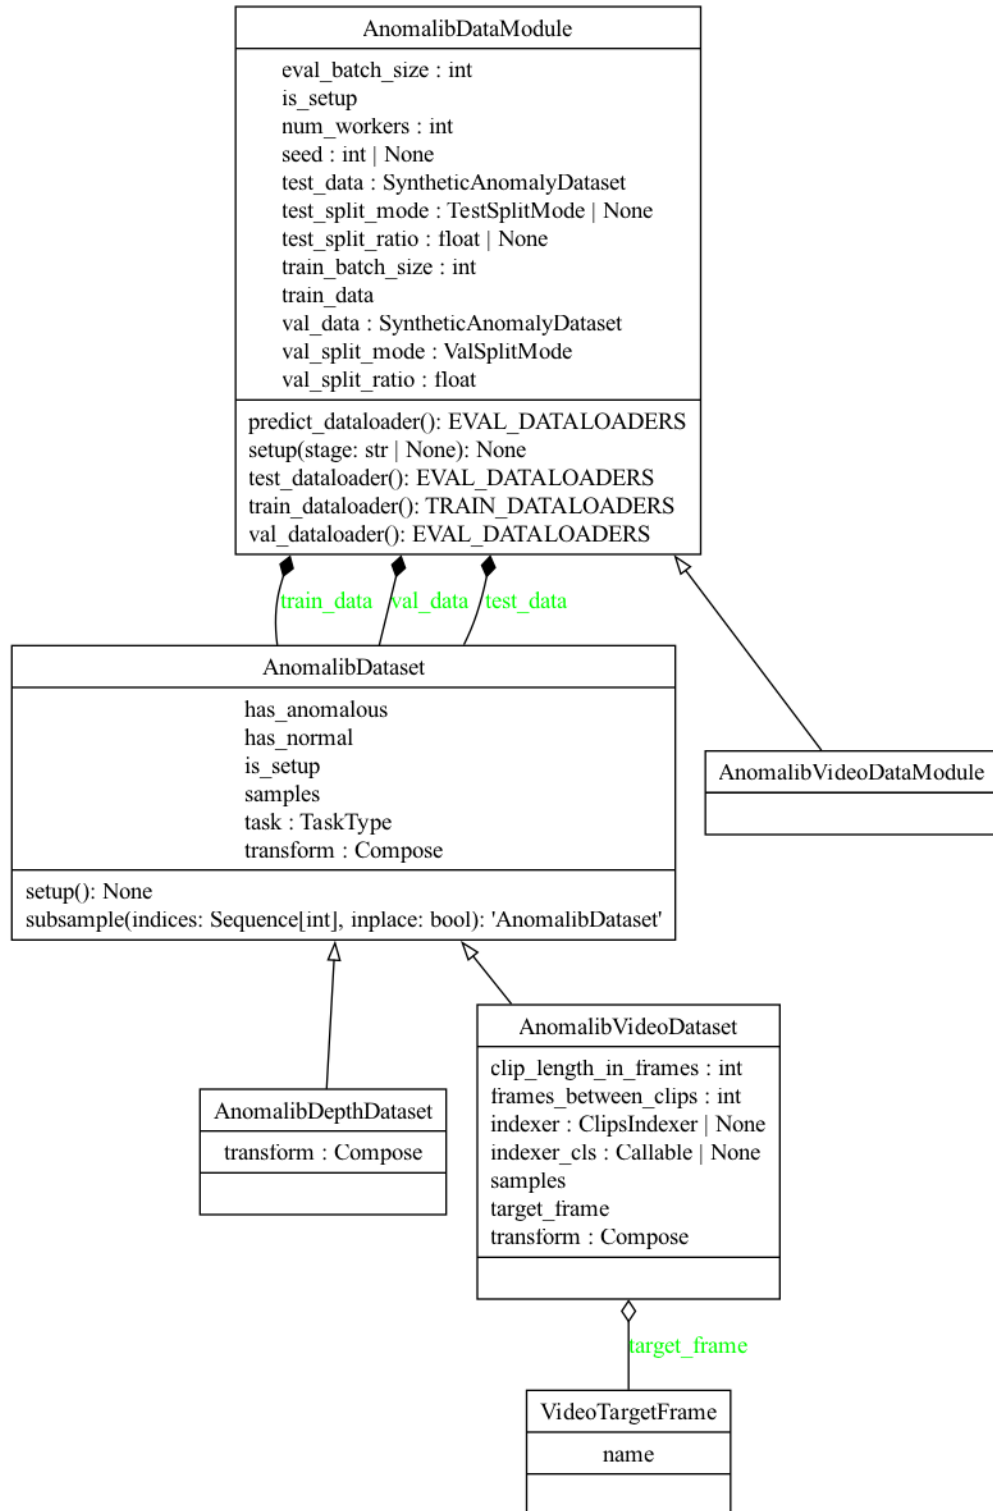 AnomalibDataModule
eval_batch_size : int
is_setup
num_workers : int
seed : int | None
test_data : SyntheticAnomalyDataset
test_split_mode : TestSplitMode | None
test_split_ratio : float | None
train_batch_size : int
train_data
val_data : SyntheticAnomalyDataset
val_split_mode : ValSplitMode
val_split_ratio : float
predict_dataloader(): EVAL_DATALOADERS
setup(stage: str | None): None
test_dataloader(): EVAL_DATALOADERS
train_dataloader(): TRAIN_DATALOADERS
val_dataloader(): EVAL_DATALOADERS
train_data val_data test_data
AnomalibDataset
has_anomalous
has_normal
is_setup
samples
task : TaskType
transform : Compose
setup(): None
subsample(indices: Sequence[int], inplace: bool): 'AnomalibDataset'
AnomalibVideoDataModule
AnomalibDepthDataset
transform : Compose
AnomalibVideoDataset
clip_length_in_frames : int
frames_between_clips : int
indexer : ClipsIndexer | None
indexer_cls : Callable | None
samples
target_frame
transform : Compose
target_frame
VideoTargetFrame
name